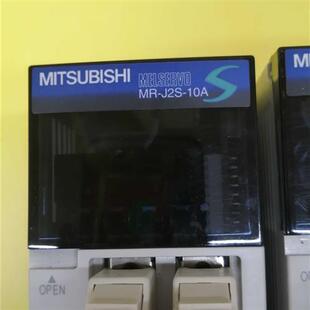 MITSUBISHI MELSERVO
MR-J2S-10A S
▲
OPEN
M